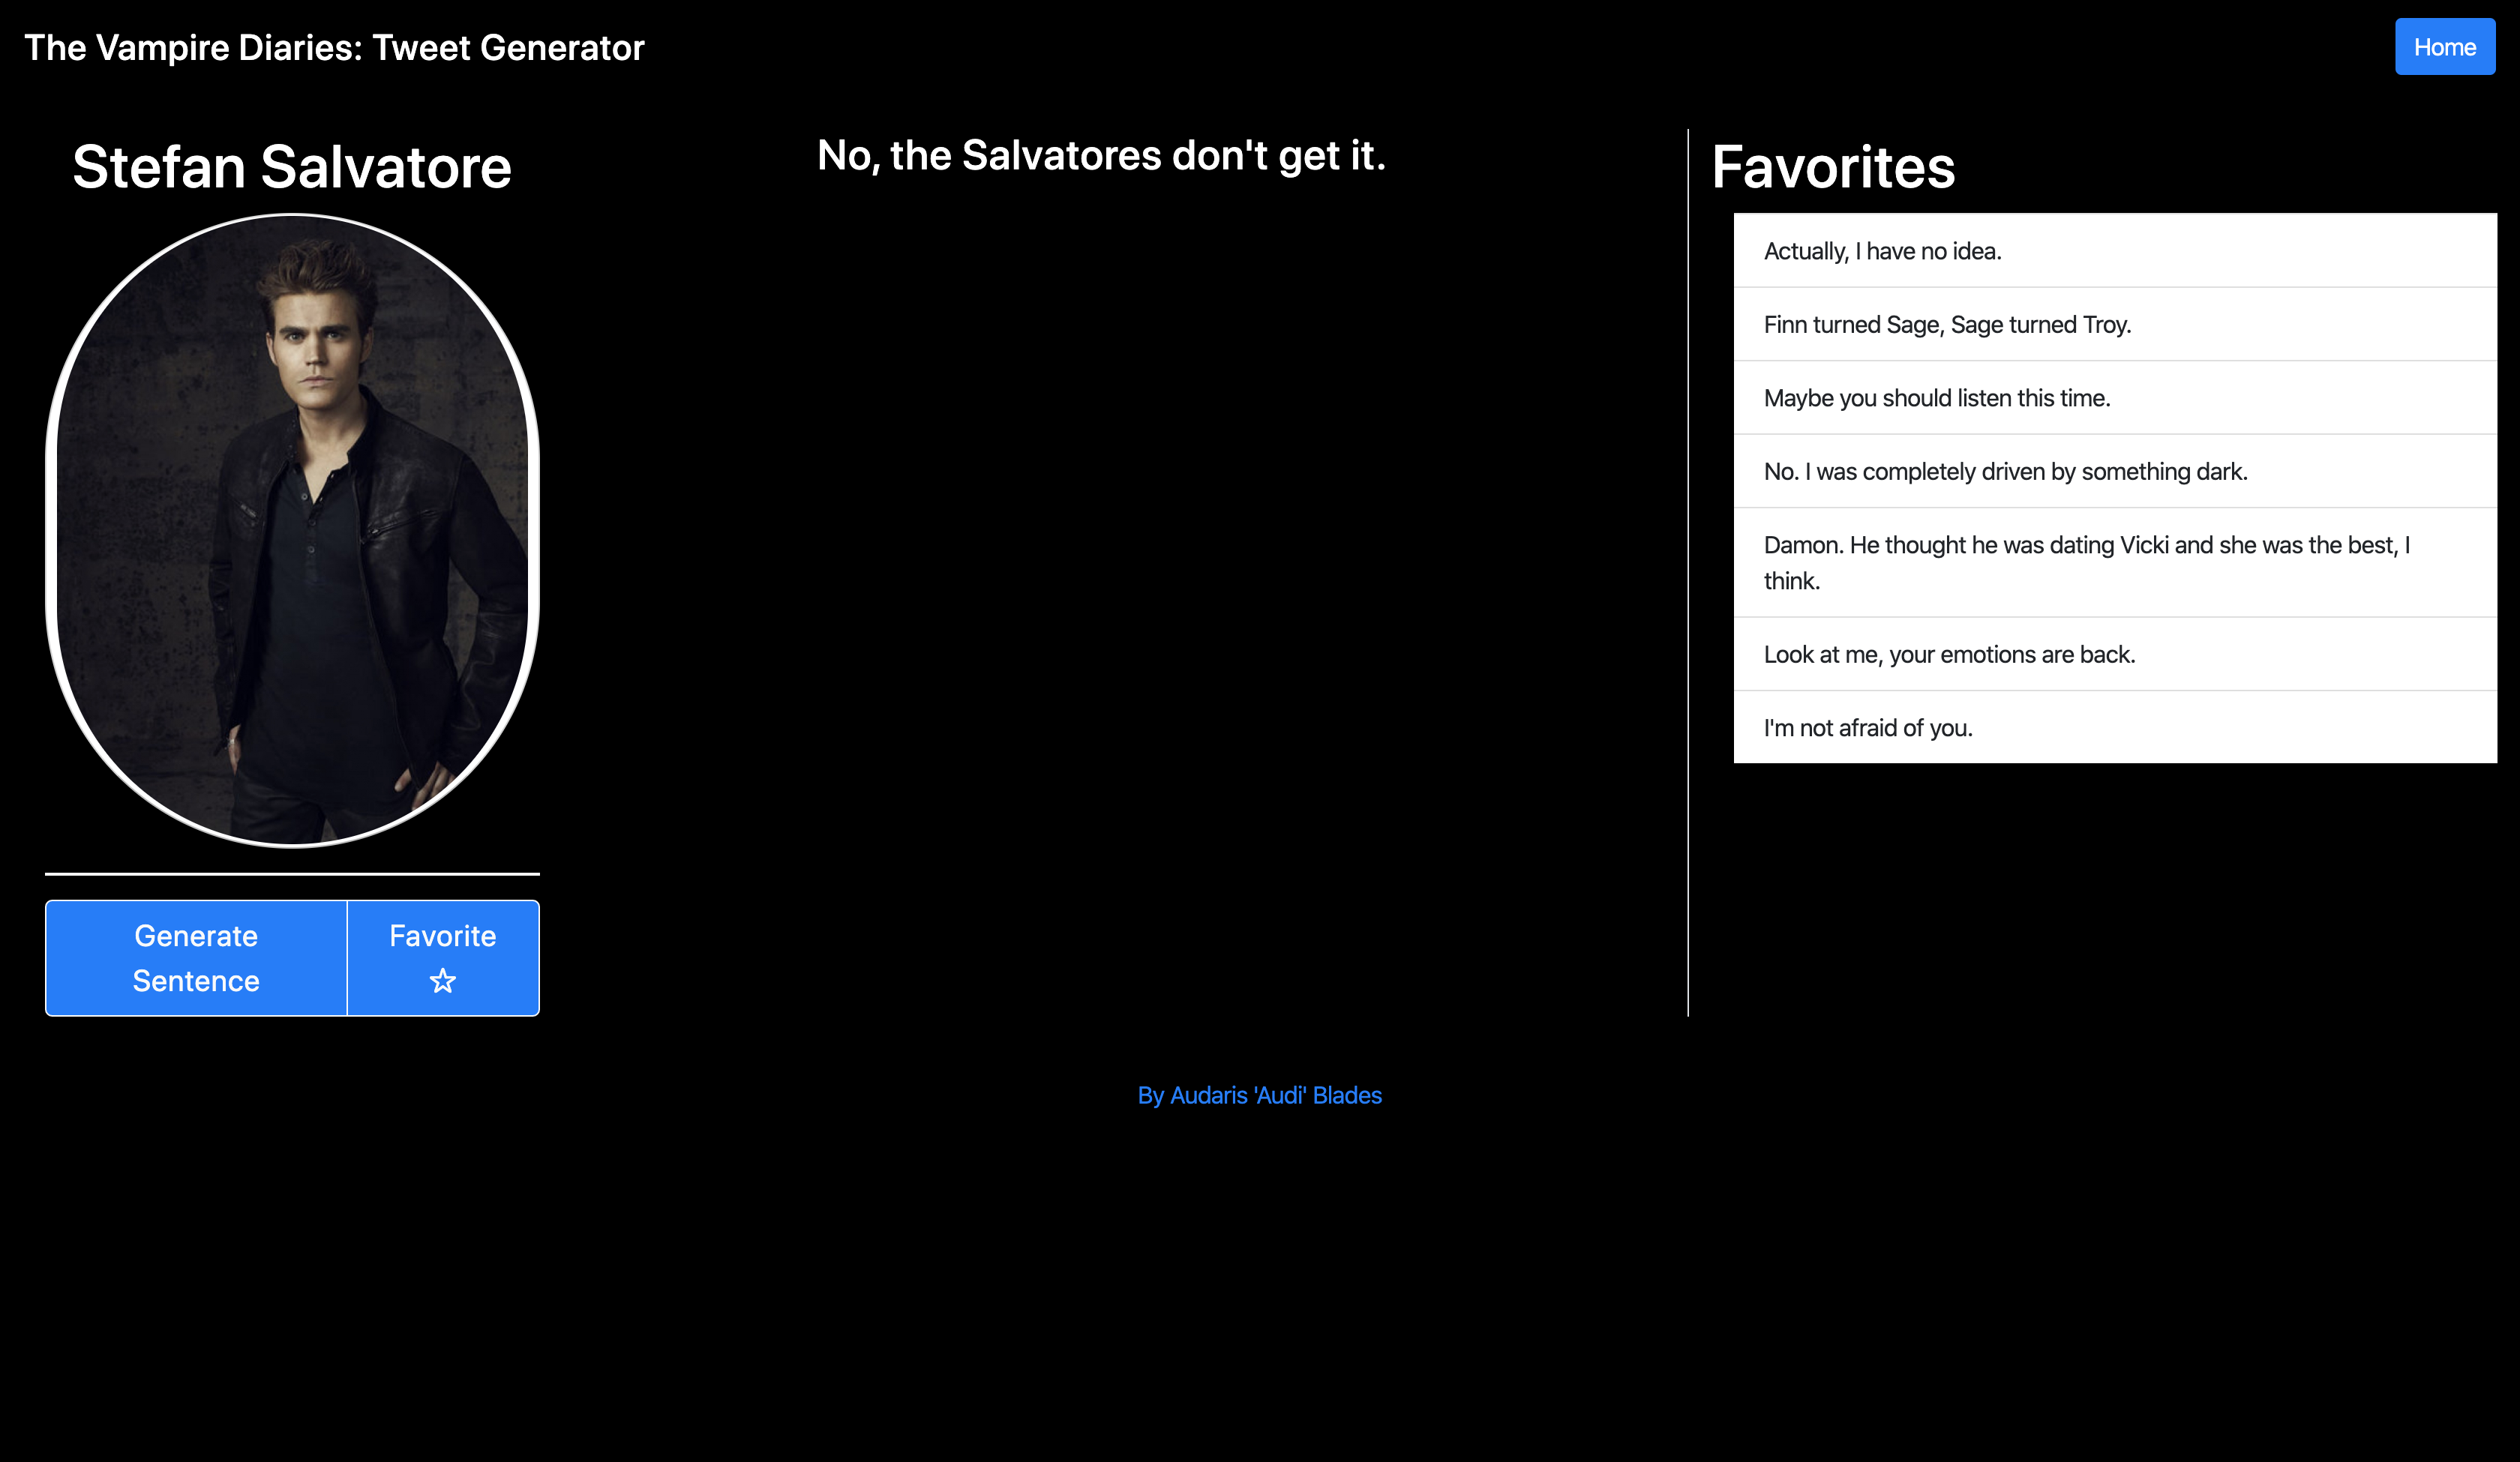 The Vampire Diaries: Tweet Generator
Home
Stefan Salvatore
Generate
Sentence
Favorite
☆
No, the Salvatores don't get it.
Favorites
Actually, I have no idea.
Finn turned Sage, Sage turned Troy.
Maybe you should listen this time.
No. I was completely driven by something dark.
Damon. He thought he was dating Vicki and she was the best, I
think.
Look at me, your emotions are back.
I'm not afraid of you.
By Audaris 'Audi' Blades